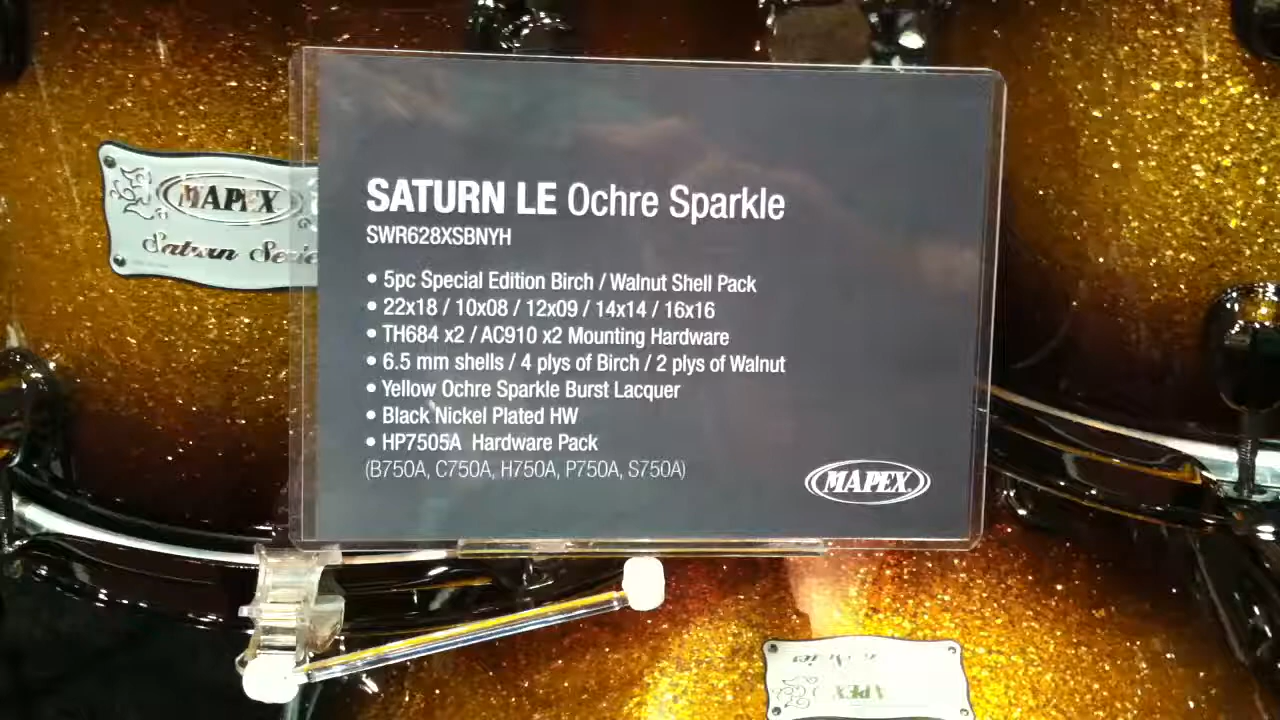 MAPEX
Saturn Serie
SATURN LE Ochre Sparkle
SWR628XSBNYH
• 5pc Special Edition Birch / Walnut Shell Pack
• 22x18 / 10x08 / 12x09 / 14x14 / 16x16
• TH684 x2 / AC910 x2 Mounting Hardware
• 6.5 mm shells / 4 plys of Birch / 2 plys of Walnut
• Yellow Ochre Sparkle Burst Lacquer
• Black Nickel Plated HW
• HP7505A Hardware Pack
(B750A, C750A, H750A, P750A, S750A)
MAPEX